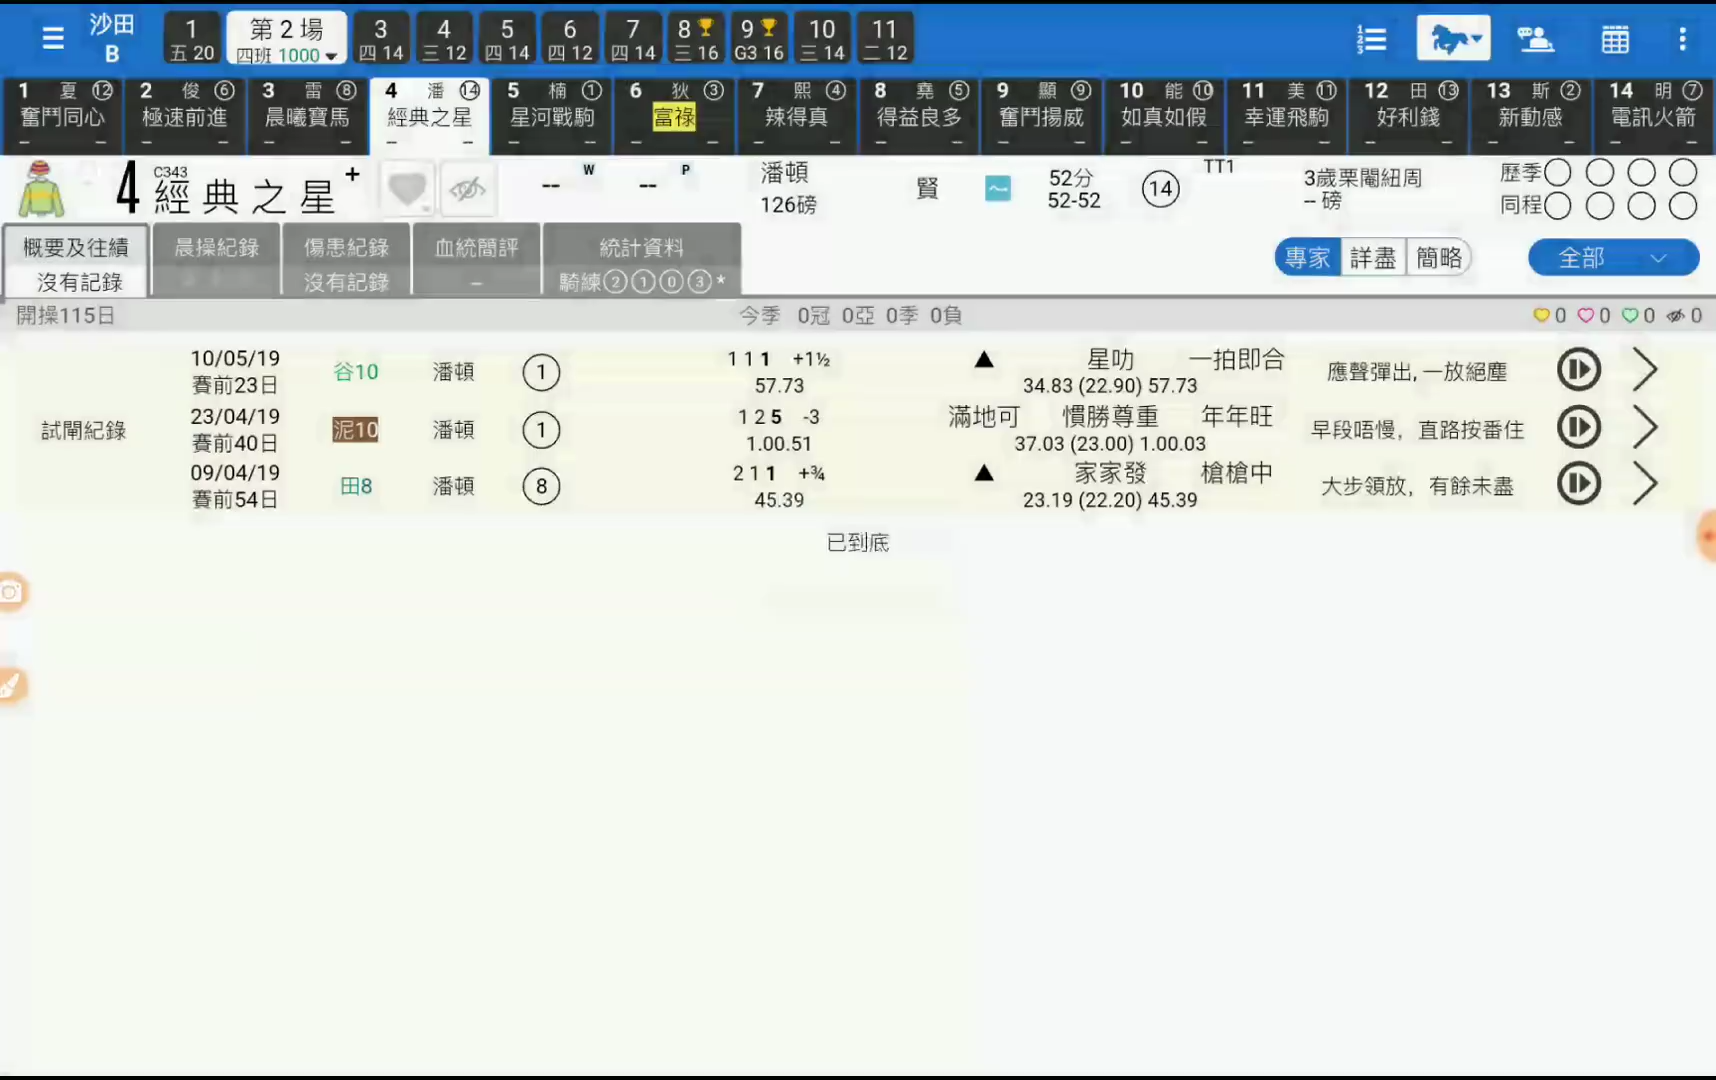 沙田 B
1 五 20
第 2 場 四班 1000
3 四 14
4 三 12
5 四 14
6 四 12
7 四 14
8 三 16
9 G3 16
10 三 14
11 二 12
1 夏 12 奮鬥同心 – –
2 俊 6 極速前進 – –
3 雷 8 晨曦寶馬 – –
4 潘 14 經典之星 – –
5 楠 1 星河戰駒 – –
6 狄 3 富祿 – –
7 熙 4 辣得真 – –
8 堯 5 得益良多 – –
9 顯 9 奮鬥揚威 – –
10 能 10 如真如假 – –
11 美 11 幸運飛駒 – –
12 田 13 好利錢 – –
13 斯 2 新動感 – –
14 明 7 電訊火箭 – –
4 C343 經典之星 +
-- W -- P
潘頓 126磅
賢
52分 52-52
14
TT1
3歲栗閹紐周 -- 磅
歷季
同程
概要及往績 沒有記錄
晨操紀錄
傷患紀錄 沒有記錄
血統簡評 –
統計資料 騎練②①⓪③*
專家 詳盡 簡略
全部
開操115日
今季 0冠 0亞 0季 0負
0 0 0 0
試閘紀錄
10/05/19 賽前23日 谷10 潘頓 1
1 1 1 +1½ 57.73
▲ 星叻 一拍即合
34.83 (22.90) 57.73
應聲彈出, 一放絕塵
23/04/19 賽前40日 泥10 潘頓 1
1 2 5 -3 1.00.51
滿地可 慣勝尊重 年年旺
37.03 (23.00) 1.00.03
早段唔慢，直路按番住
09/04/19 賽前54日 田8 潘頓 8
2 1 1 +¾ 45.39
▲ 家家發 槍槍中
23.19 (22.20) 45.39
大步領放，有餘未盡
已到底